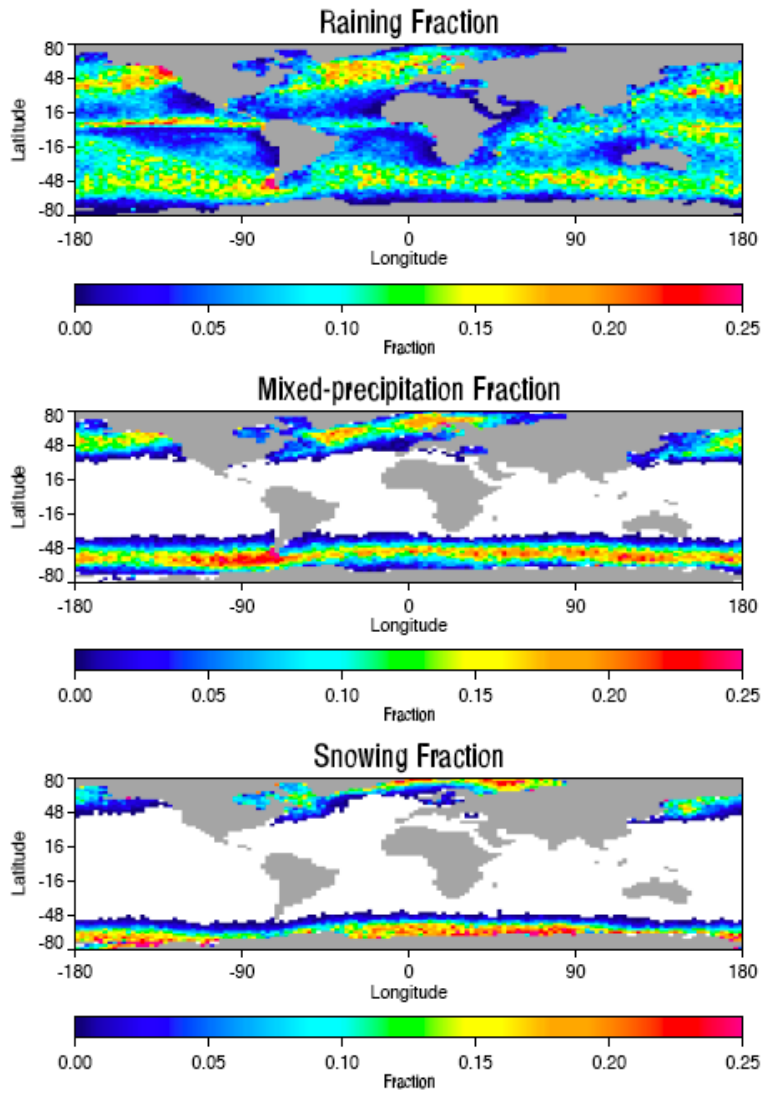 Raining Fraction
Latitude
80
48
16
-16
-48
-80
-180 -90 0 90 180
Longitude
0.00 0.05 0.10 0.15 0.20 0.25
Fraction
Mixed-precipitation Fraction
Latitude
80
48
16
-16
-48
-80
-180 -90 0 90 180
Longitude
0.00 0.05 0.10 0.15 0.20 0.25
Fraction
Snowing Fraction
Latitude
80
48
16
-16
-48
-80
-180 -90 0 90 180
Longitude
0.00 0.05 0.10 0.15 0.20 0.25
Fraction